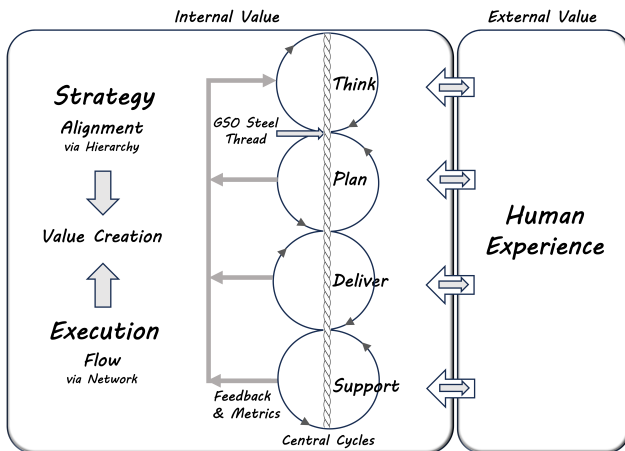 Internal Value
External Value
Strategy
Alignment
via Hierarchy
Value Creation
Execution
Flow
via Network
GSO Steel
Thread
Think
Plan
Deliver
Support
Feedback
& Metrics
Central Cycles
Human
Experience